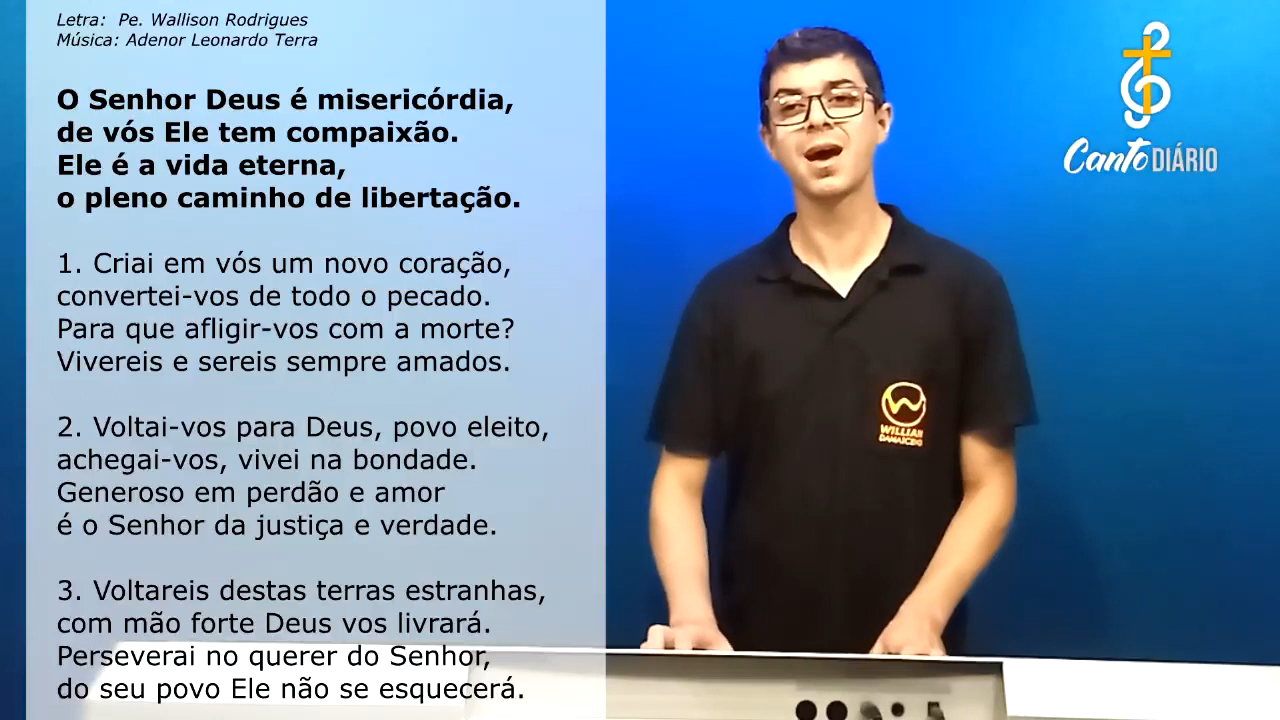 Letra:  Pe. Wallison Rodrigues
Música: Adenor Leonardo Terra
O Senhor Deus é misericórdia,
de vós Ele tem compaixão.
Ele é a vida eterna,
o pleno caminho de libertação.
1. Criai em vós um novo coração,
convertei-vos de todo o pecado.
Para que afligir-vos com a morte?
Vivereis e sereis sempre amados.
2. Voltai-vos para Deus, povo eleito,
achegai-vos, vivei na bondade.
Generoso em perdão e amor
é o Senhor da justiça e verdade.
3. Voltareis destas terras estranhas,
com mão forte Deus vos livrará.
Perseverai no querer do Senhor,
do seu povo Ele não se esquecerá.
Canto DIÁRIO
WILLIAN
DAMASCENO